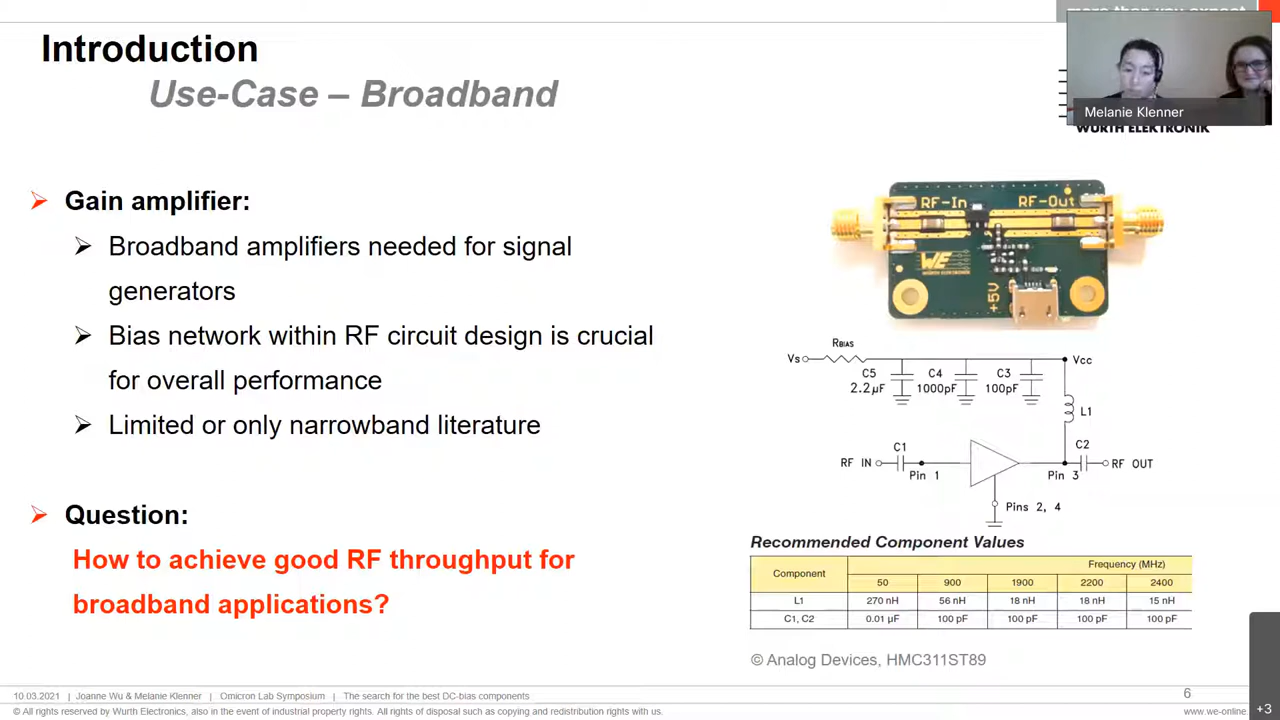 more than you expect
Introduction
Use-Case – Broadband
Melanie Klenner
WÜRTH ELEKTRONIK
Gain amplifier:
Broadband amplifiers needed for signal
generators
Bias network within RF circuit design is crucial
for overall performance
Limited or only narrowband literature
Question:
How to achieve good RF throughput for
broadband applications?
RF-In RF-Out
WE
WÜRTH ELEKTRONIK
+5V
Vs RBIAS Vcc
C5 C4 C3
2.2µF 1000pF 100pF
L1
C1 C2
RF IN RF OUT
Pin 1 Pin 3
Pins 2, 4
Recommended Component Values
Component Frequency (MHz)
50 900 1900 2200 2400
L1 270 nH 56 nH 18 nH 18 nH 15 nH
C1, C2 0.01 µF 100 pF 100 pF 100 pF 100 pF
© Analog Devices, HMC311ST89
10.03.2021 | Joanne Wu & Melanie Klenner | Omicron Lab Symposium | The search for the best DC-bias components
6
© All rights reserved by Wurth Electronics, also in the event of industrial property rights. All rights of disposal such as copying and redistribution rights with us.
www.we-online.
+3